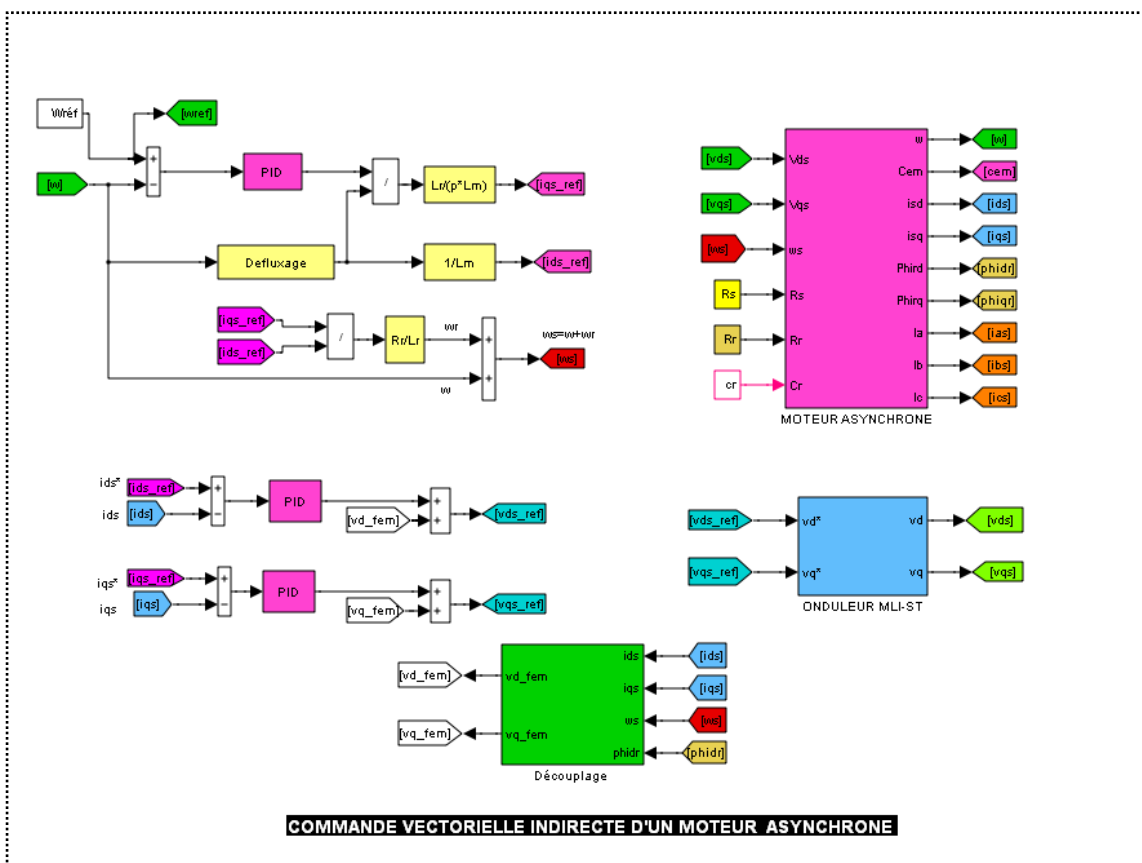 Wréf
[wref]
+
−
[w]
PID
/
Lr/(p*Lm)
[iqs_ref]
Defluxage
1/Lm
[ids_ref]
[iqs_ref]
[ids_ref]
/
Rr/Lr
wr
w
+
+
ws=w+wr
[ws]
[vds]
[vqs]
[ws]
Rs
Rr
cr
Vds
Vqs
ws
Rs
Rr
Cr
w
Cem
isd
isq
Phird
Phirq
Ia
Ib
Ic
[w]
[cem]
[ids]
[iqs]
[phidr]
[phiqr]
[ias]
[ibs]
[ics]
MOTEUR ASYNCHRONE
ids*
[ids_ref]
ids
[ids]
+
−
PID
[vd_fem]
+
+
[vds_ref]
iqs*
[iqs_ref]
iqs
[iqs]
+
−
PID
[vq_fem]
+
+
[vqs_ref]
[vds_ref]
[vqs_ref]
vd*
vq*
vd
vq
[vds]
[vqs]
ONDULEUR MLI-ST
[vd_fem]
[vq_fem]
vd_fem
vq_fem
ids
iqs
ws
phidr
[ids]
[iqs]
[ws]
[phidr]
Découplage
COMMANDE VECTORIELLE INDIRECTE D'UN MOTEUR ASYNCHRONE